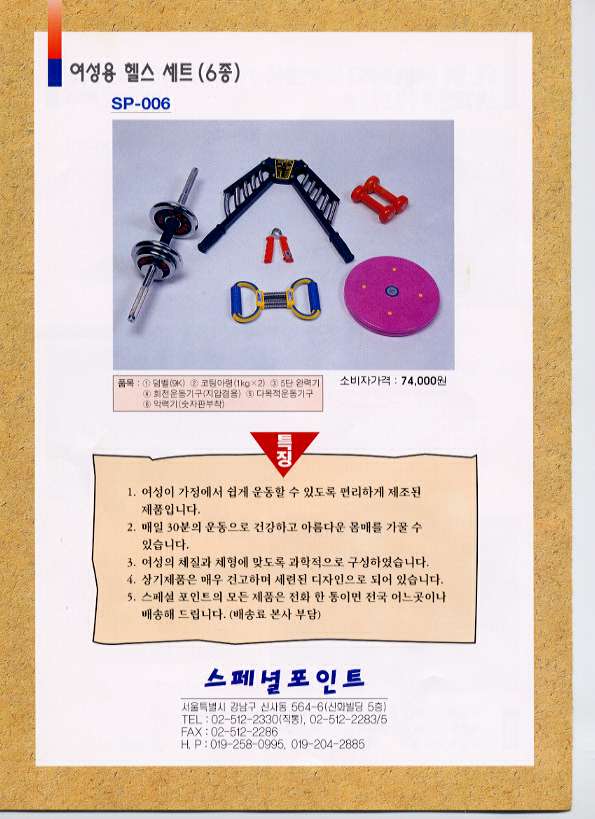 여성용 헬스 세트(6종)
SP-006
품목 : ① 덤벨(9K) ② 코팅아령(1kg×2) ③ 5단 완력기
④ 회전운동기구(지압겸용) ⑤ 다목적운동기구
⑥ 악력기(숫자판부착)
소비자가격 : 74,000원
특징
1. 여성이 가정에서 쉽게 운동할 수 있도록 편리하게 제조된
제품입니다.
2. 매일 30분의 운동으로 건강하고 아름다운 몸매를 가꿀 수
있습니다.
3. 여성의 체질과 체형에 맞도록 과학적으로 구성하였습니다.
4. 상기제품은 매우 견고하며 세련된 디자인으로 되어 있습니다.
5. 스페셜 포인트의 모든 제품은 전화 한 통이면 전국 어느곳이나
배송해 드립니다. (배송료 본사 부담)
스페셜포인트
서울특별시 강남구 신사동 564-6(신화빌딩 5층)
TEL : 02-512-2330(직통), 02-512-2283/5
FAX : 02-512-2286
H. P : 019-258-0995, 019-204-2885